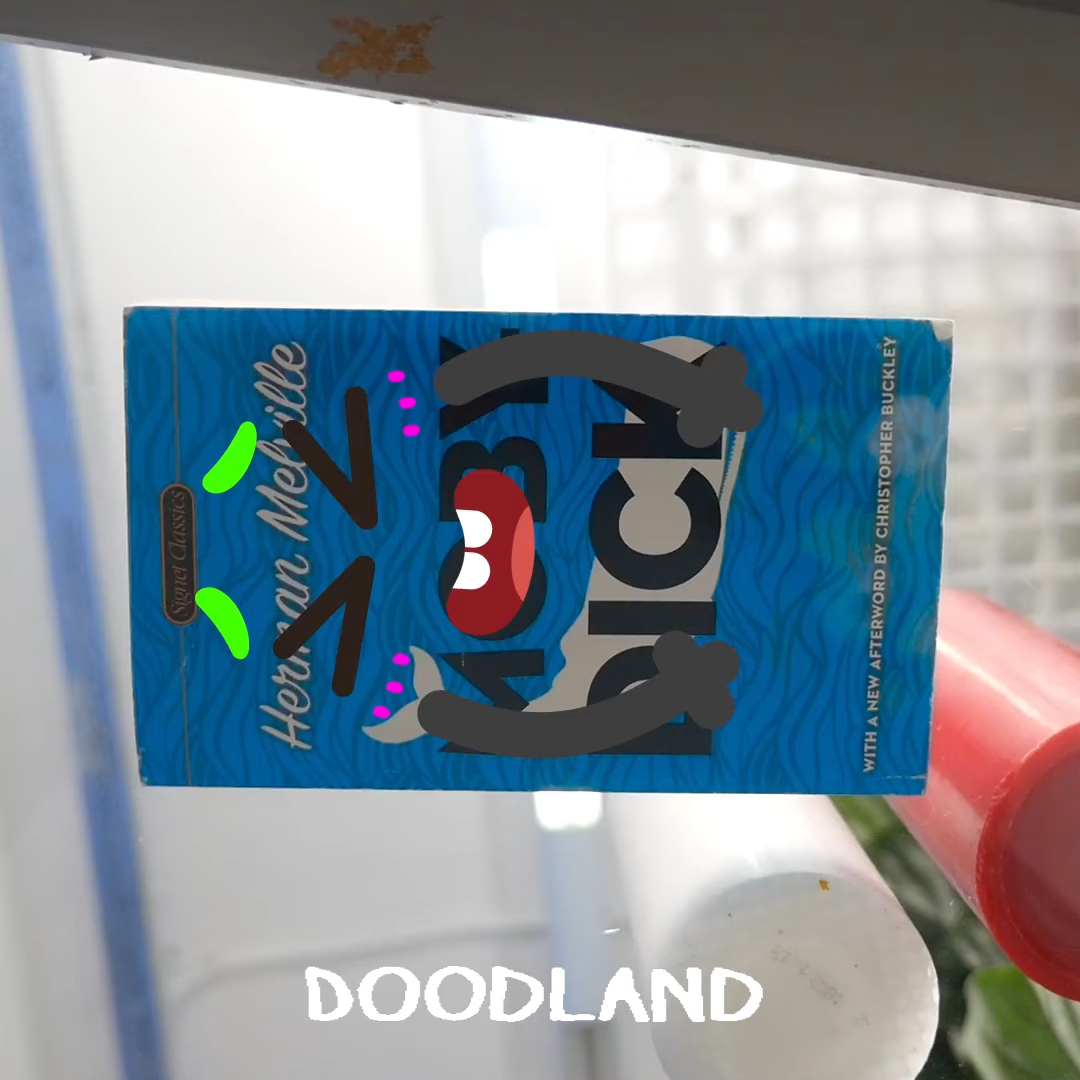 Signet Classics
Herman Melville
MOBY
DICK
WITH A NEW AFTERWORD BY CHRISTOPHER BUCKLEY
DOODLAND